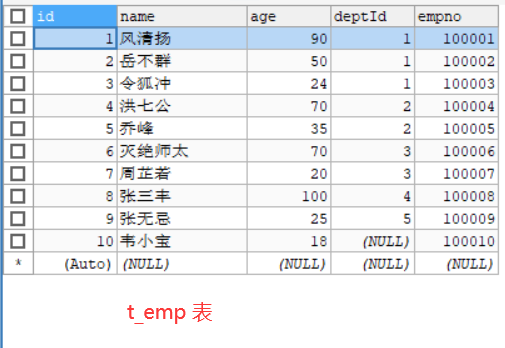 id name age deptId empno
1 风清扬 90 1 100001
2 岳不群 50 1 100002
3 令狐冲 24 1 100003
4 洪七公 70 2 100004
5 乔峰 35 2 100005
6 灭绝师太 70 3 100006
7 周芷若 20 3 100007
8 张三丰 100 4 100008
9 张无忌 25 5 100009
10 韦小宝 18 (NULL) 100010
* (Auto) (NULL) (NULL) (NULL) (NULL)
t_emp 表